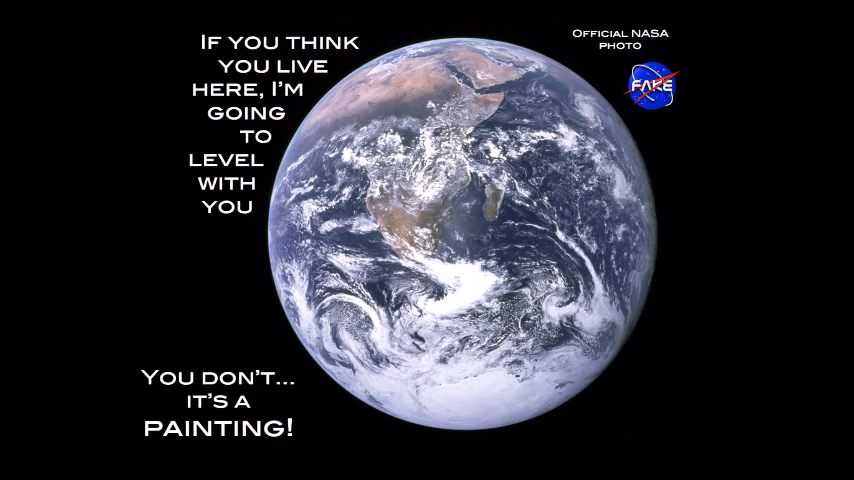 IF YOU THINK
YOU LIVE
HERE, I'M
GOING
TO
LEVEL
WITH
YOU
OFFICIAL NASA
PHOTO
FAKE
YOU DON'T...
IT'S A
PAINTING!